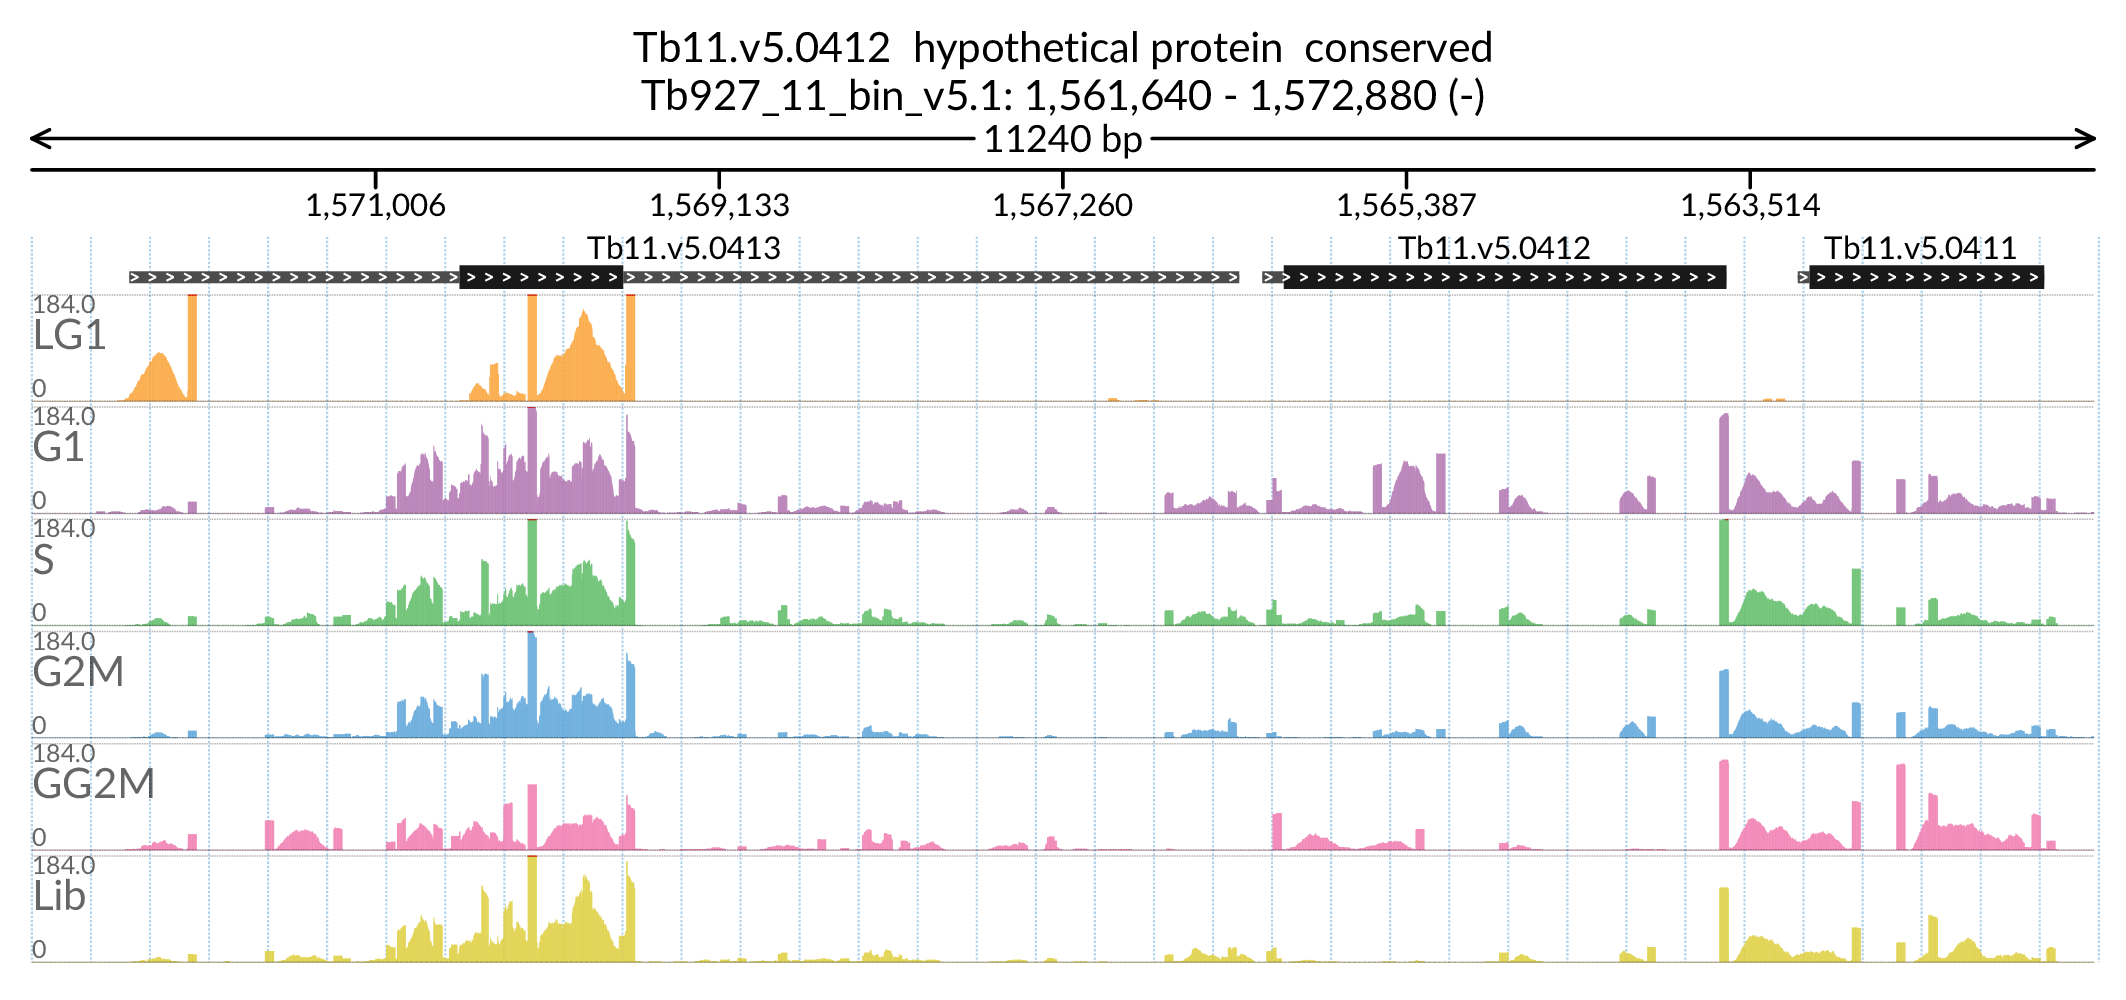 Tb11.v5.0412 hypothetical protein conserved
Tb927_11_bin_v5.1: 1,561,640 - 1,572,880 (-)
11240 bp
1,571,006 1,569,133 1,567,260 1,565,387 1,563,514
Tb11.v5.0413 Tb11.v5.0412 Tb11.v5.0411
184.0
LG1
0
184.0
G1
0
184.0
S
0
184.0
G2M
0
184.0
GG2M
0
184.0
Lib
0